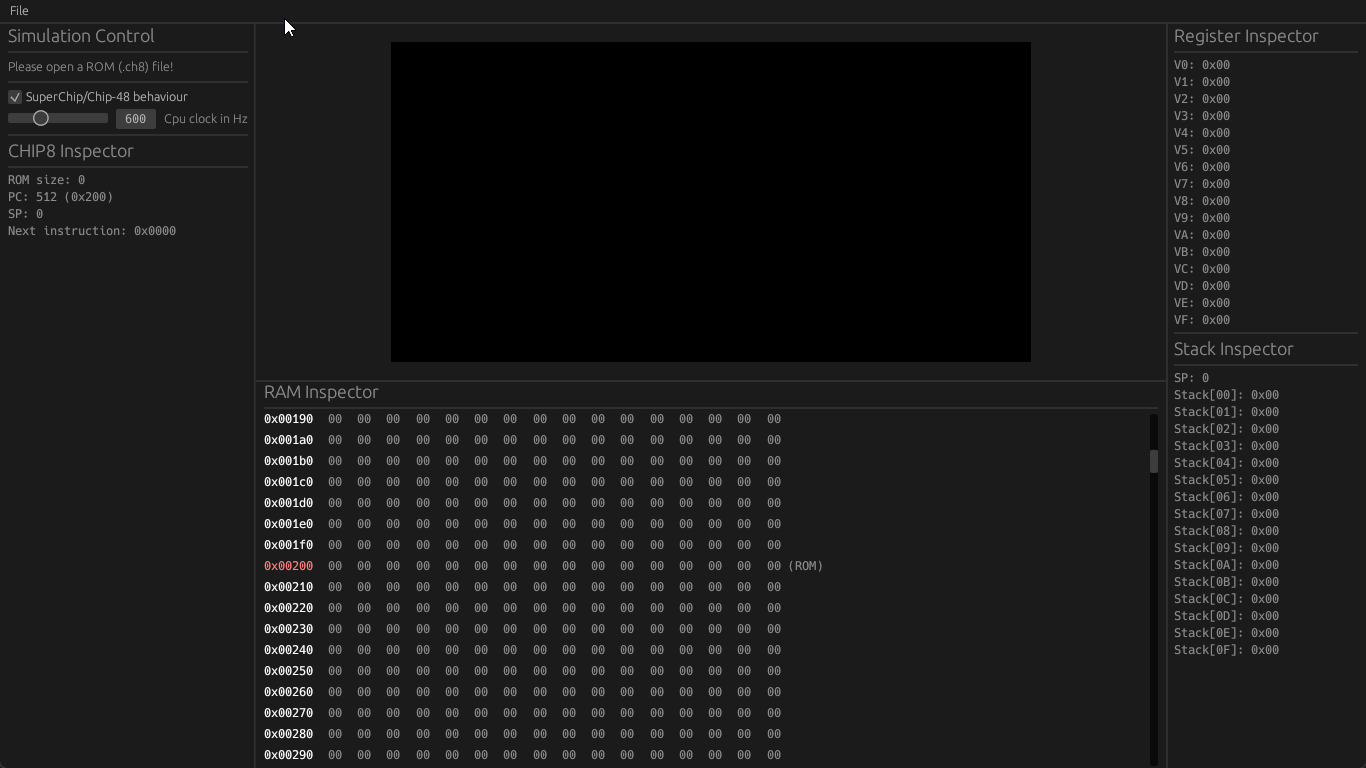 File
Simulation Control
Please open a ROM (.ch8) file!
SuperChip/Chip-48 behaviour
600 Cpu clock in Hz
CHIP8 Inspector
ROM size: 0
PC: 512 (0x200)
SP: 0
Next instruction: 0x0000
RAM Inspector
0x00190 00 00 00 00 00 00 00 00 00 00 00 00 00 00 00 00
0x001a0 00 00 00 00 00 00 00 00 00 00 00 00 00 00 00 00
0x001b0 00 00 00 00 00 00 00 00 00 00 00 00 00 00 00 00
0x001c0 00 00 00 00 00 00 00 00 00 00 00 00 00 00 00 00
0x001d0 00 00 00 00 00 00 00 00 00 00 00 00 00 00 00 00
0x001e0 00 00 00 00 00 00 00 00 00 00 00 00 00 00 00 00
0x001f0 00 00 00 00 00 00 00 00 00 00 00 00 00 00 00 00
0x00200 00 00 00 00 00 00 00 00 00 00 00 00 00 00 00 00 (ROM)
0x00210 00 00 00 00 00 00 00 00 00 00 00 00 00 00 00 00
0x00220 00 00 00 00 00 00 00 00 00 00 00 00 00 00 00 00
0x00230 00 00 00 00 00 00 00 00 00 00 00 00 00 00 00 00
0x00240 00 00 00 00 00 00 00 00 00 00 00 00 00 00 00 00
0x00250 00 00 00 00 00 00 00 00 00 00 00 00 00 00 00 00
0x00260 00 00 00 00 00 00 00 00 00 00 00 00 00 00 00 00
0x00270 00 00 00 00 00 00 00 00 00 00 00 00 00 00 00 00
0x00280 00 00 00 00 00 00 00 00 00 00 00 00 00 00 00 00
0x00290 00 00 00 00 00 00 00 00 00 00 00 00 00 00 00 00
Register Inspector
V0: 0x00
V1: 0x00
V2: 0x00
V3: 0x00
V4: 0x00
V5: 0x00
V6: 0x00
V7: 0x00
V8: 0x00
V9: 0x00
VA: 0x00
VB: 0x00
VC: 0x00
VD: 0x00
VE: 0x00
VF: 0x00
Stack Inspector
SP: 0
Stack[00]: 0x00
Stack[01]: 0x00
Stack[02]: 0x00
Stack[03]: 0x00
Stack[04]: 0x00
Stack[05]: 0x00
Stack[06]: 0x00
Stack[07]: 0x00
Stack[08]: 0x00
Stack[09]: 0x00
Stack[0A]: 0x00
Stack[0B]: 0x00
Stack[0C]: 0x00
Stack[0D]: 0x00
Stack[0E]: 0x00
Stack[0F]: 0x00